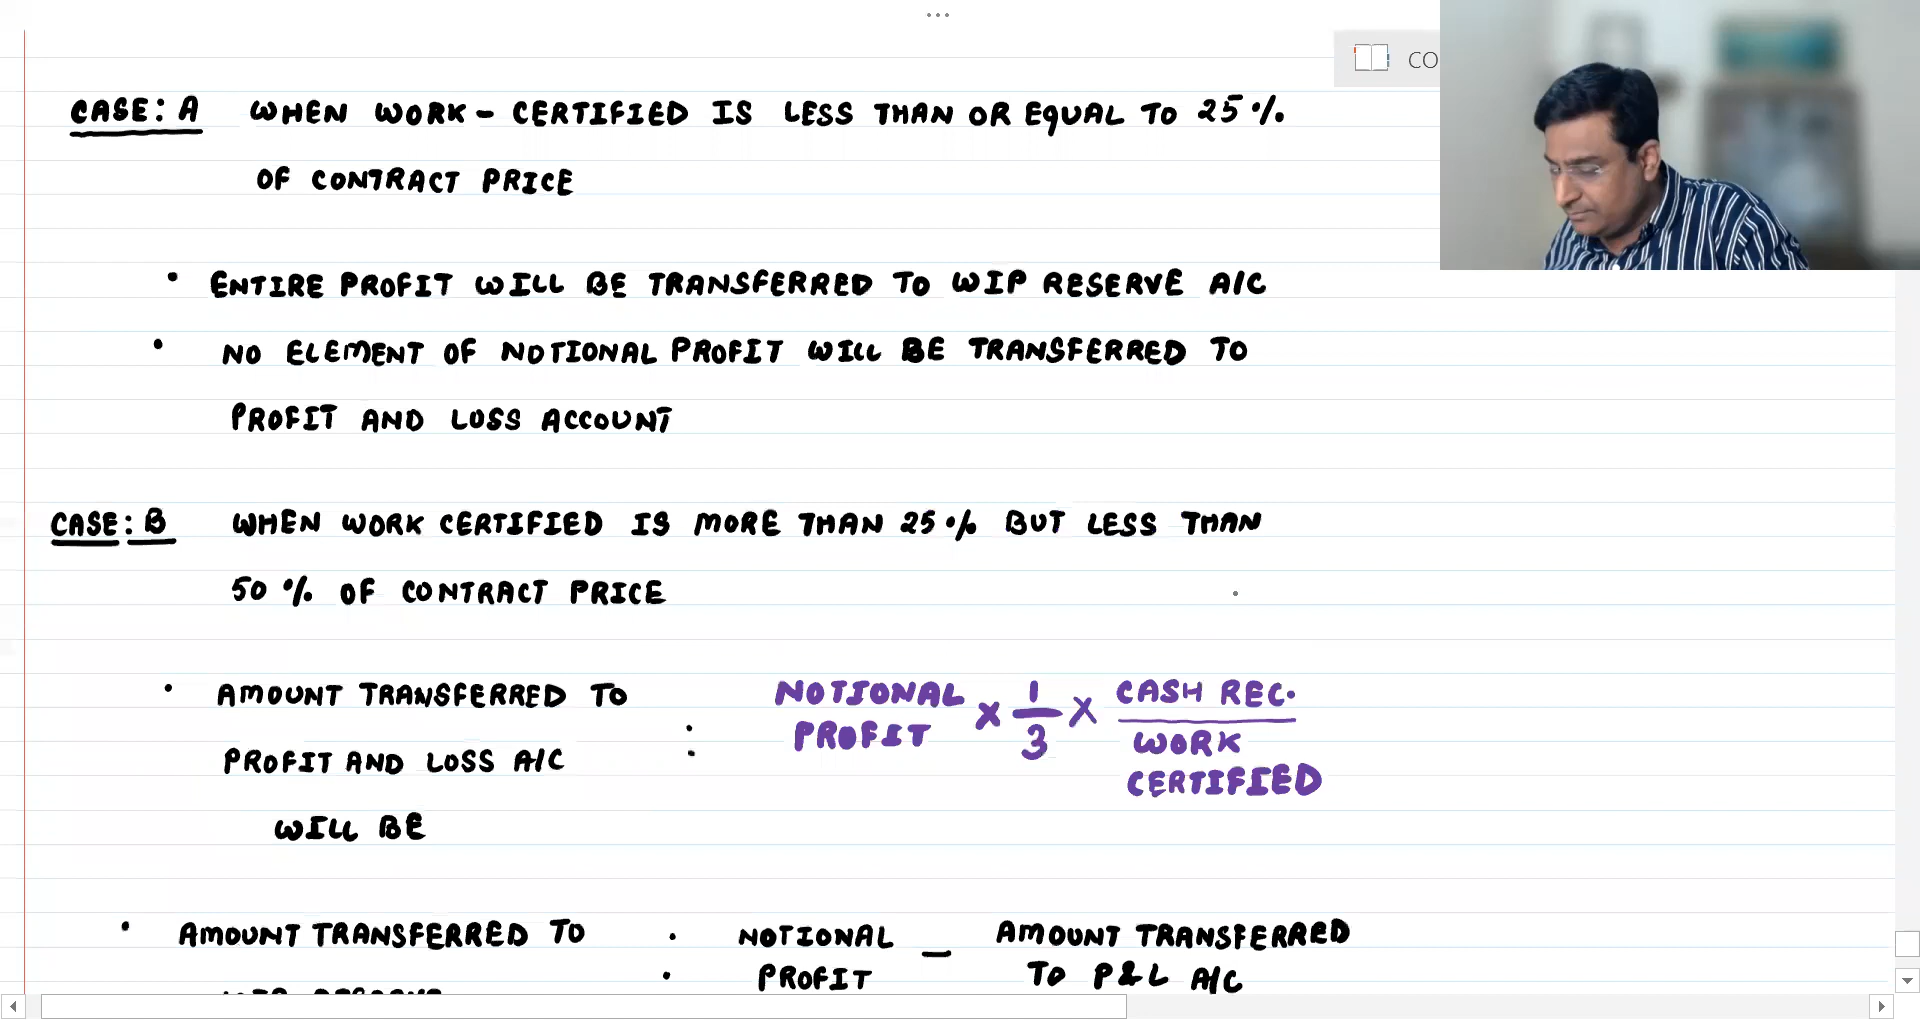 ...
CO
CASE: A WHEN WORK - CERTIFIED IS LESS THAN OR EQUAL TO 25%
OF CONTRACT PRICE
• ENTIRE PROFIT WILL BE TRANSFERRED TO WIP RESERVE A/C
• NO ELEMENT OF NOTIONAL PROFIT WILL BE TRANSFERRED TO
PROFIT AND LOSS ACCOUNT
CASE: B WHEN WORK CERTIFIED IS MORE THAN 25% BUT LESS THAN
50% OF CONTRACT PRICE
• AMOUNT TRANSFERRED TO
PROFIT AND LOSS A/C
WILL BE
:
NOTIONAL
PROFIT
× 1/3 ×
CASH REC.
WORK
CERTIFIED
• AMOUNT TRANSFERRED TO
:
NOTIONAL
PROFIT
-
AMOUNT TRANSFERRED
TO P&L A/C